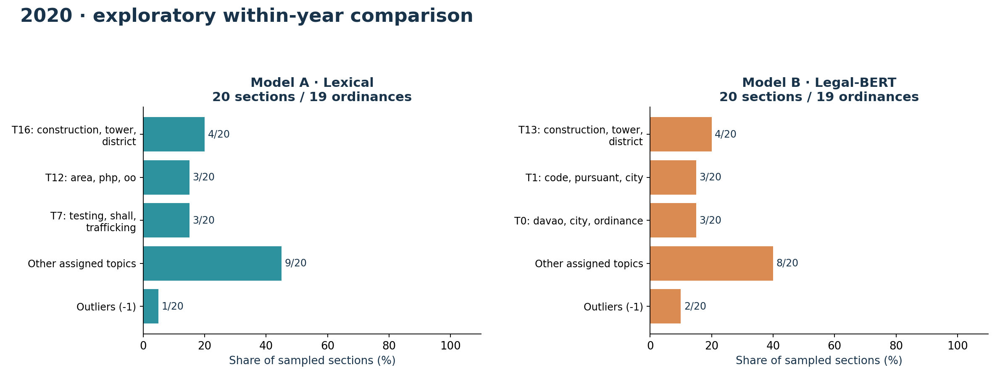 2020 · exploratory within-year comparison
Model A · Lexical
20 sections / 19 ordinances
T16: construction, tower,
district
4/20
T12: area, php, oo
3/20
T7: testing, shall,
trafficking
3/20
Other assigned topics
9/20
Outliers (-1)
1/20
0 20 40 60 80 100
Share of sampled sections (%)
Model B · Legal-BERT
20 sections / 19 ordinances
T13: construction, tower,
district
4/20
T1: code, pursuant, city
3/20
T0: davao, city, ordinance
3/20
Other assigned topics
8/20
Outliers (-1)
2/20
0 20 40 60 80 100
Share of sampled sections (%)